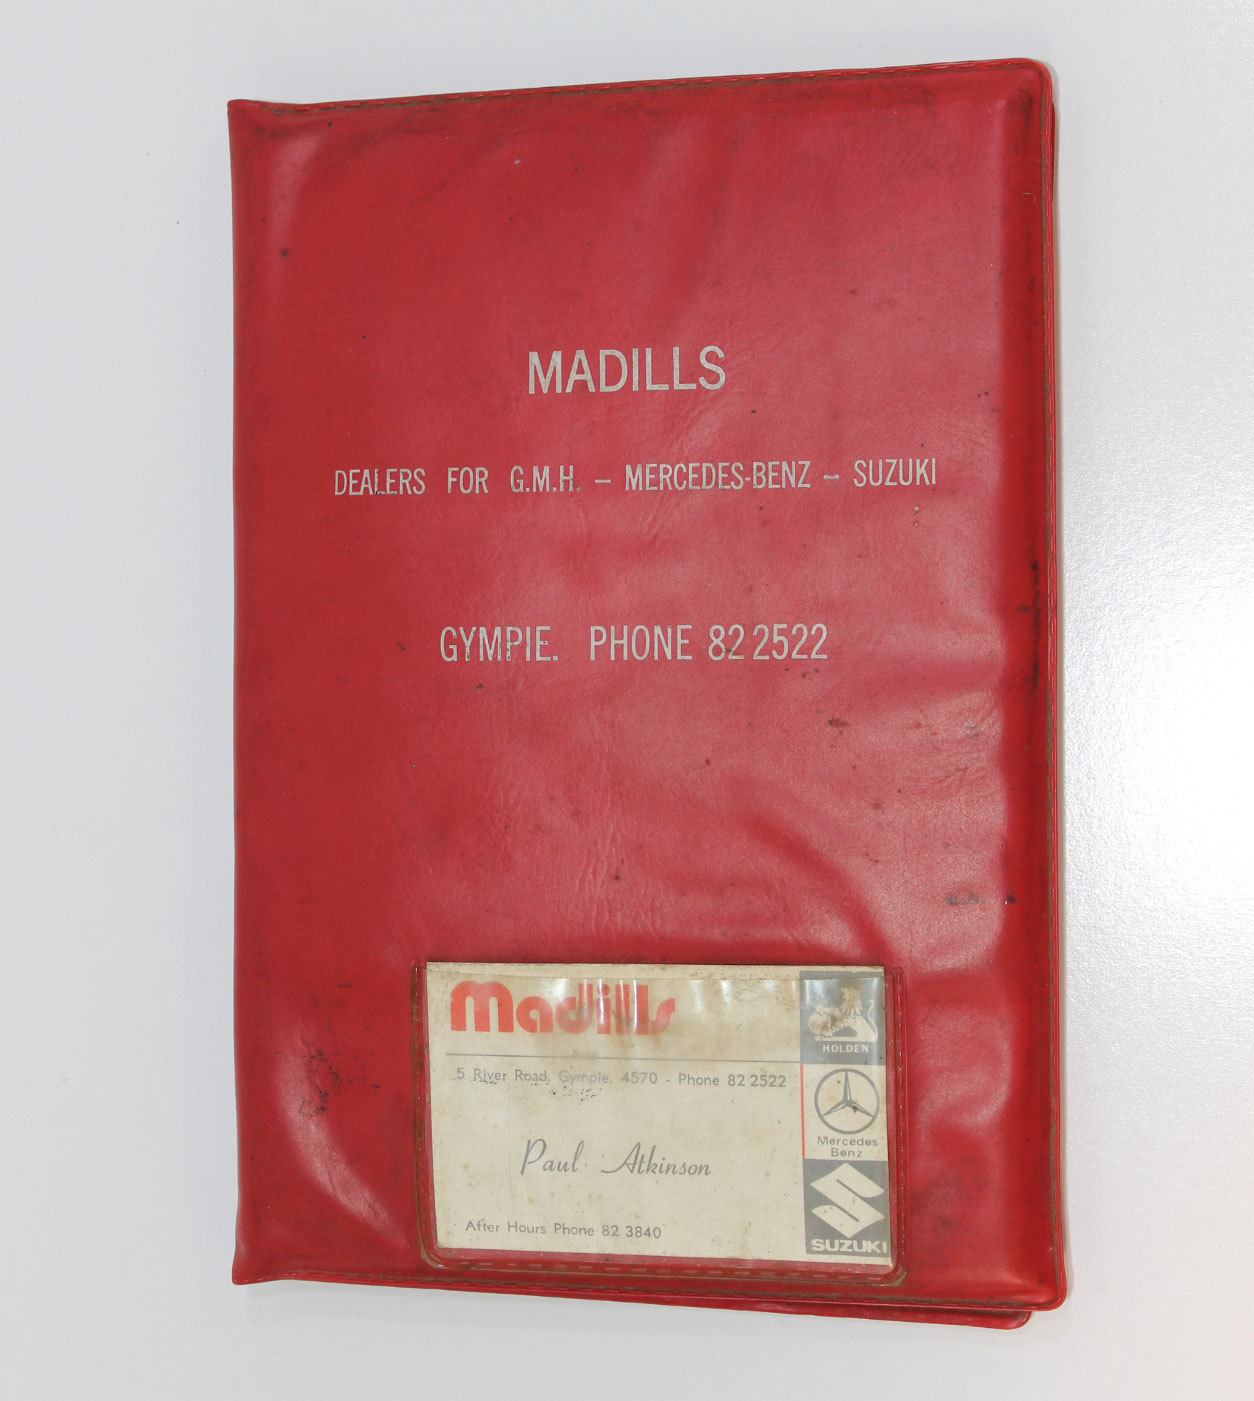 MADILLS
DEALERS FOR G.M.H. – MERCEDES-BENZ – SUZUKI
GYMPIE. PHONE 82 2522
Madills
5 River Road, Gympie, 4570 - Phone 82 2522
Paul Atkinson
After Hours Phone 82 3840
HOLDEN
Mercedes
Benz
SUZUKI